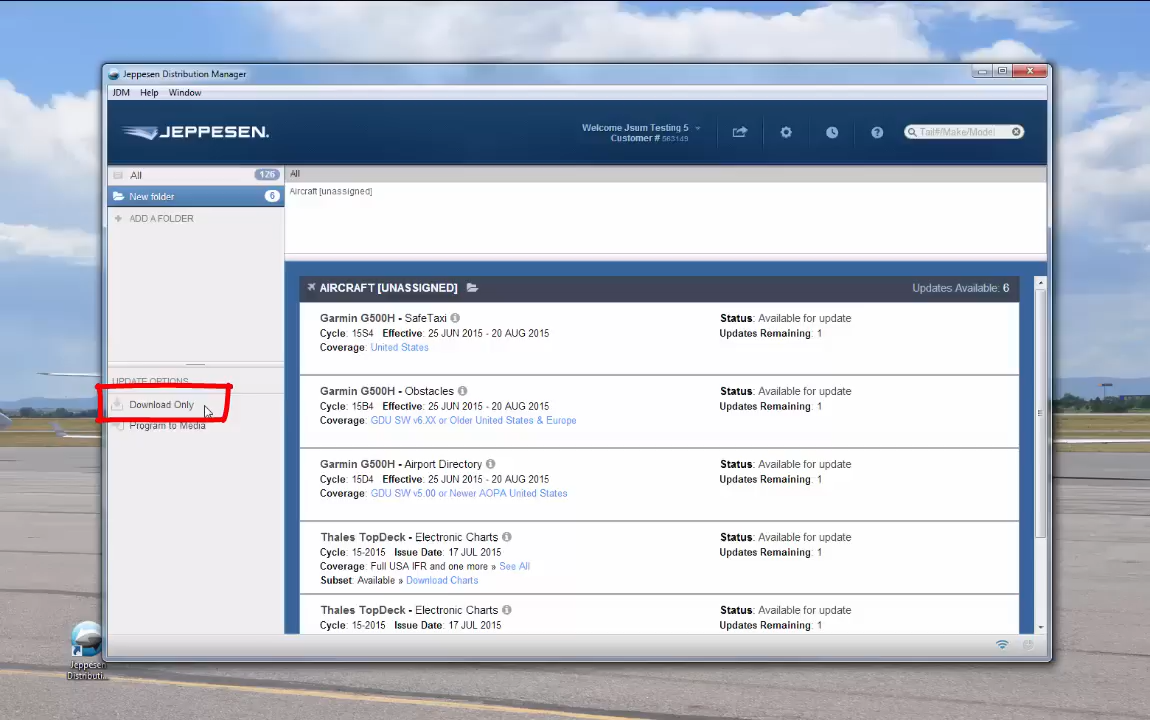 Jeppesen Distribution Manager
JDM Help Window
JEPPESEN.
Welcome Jsum Testing 5
Customer # 563149
Tail#/Make/Model
All 126
New folder 6
ADD A FOLDER
All
Aircraft [unassigned]
AIRCRAFT [UNASSIGNED] Updates Available: 6
Garmin G500H - SafeTaxi
Cycle: 15S4 Effective: 25 JUN 2015 - 20 AUG 2015
Coverage: United States
Status: Available for update
Updates Remaining: 1
Garmin G500H - Obstacles
Cycle: 15B4 Effective: 25 JUN 2015 - 20 AUG 2015
Coverage: GDU SW v6.XX or Older United States & Europe
Status: Available for update
Updates Remaining: 1
Garmin G500H - Airport Directory
Cycle: 15D4 Effective: 25 JUN 2015 - 20 AUG 2015
Coverage: GDU SW v5.00 or Newer AOPA United States
Status: Available for update
Updates Remaining: 1
Thales TopDeck - Electronic Charts
Cycle: 15-2015 Issue Date: 17 JUL 2015
Coverage: Full USA IFR and one more » See All
Subset: Available » Download Charts
Status: Available for update
Updates Remaining: 1
Thales TopDeck - Electronic Charts
Cycle: 15-2015 Issue Date: 17 JUL 2015
Status: Available for update
Updates Remaining: 1
UPDATE OPTIONS
Download Only
Program to Media
Jeppesen
Distributi...